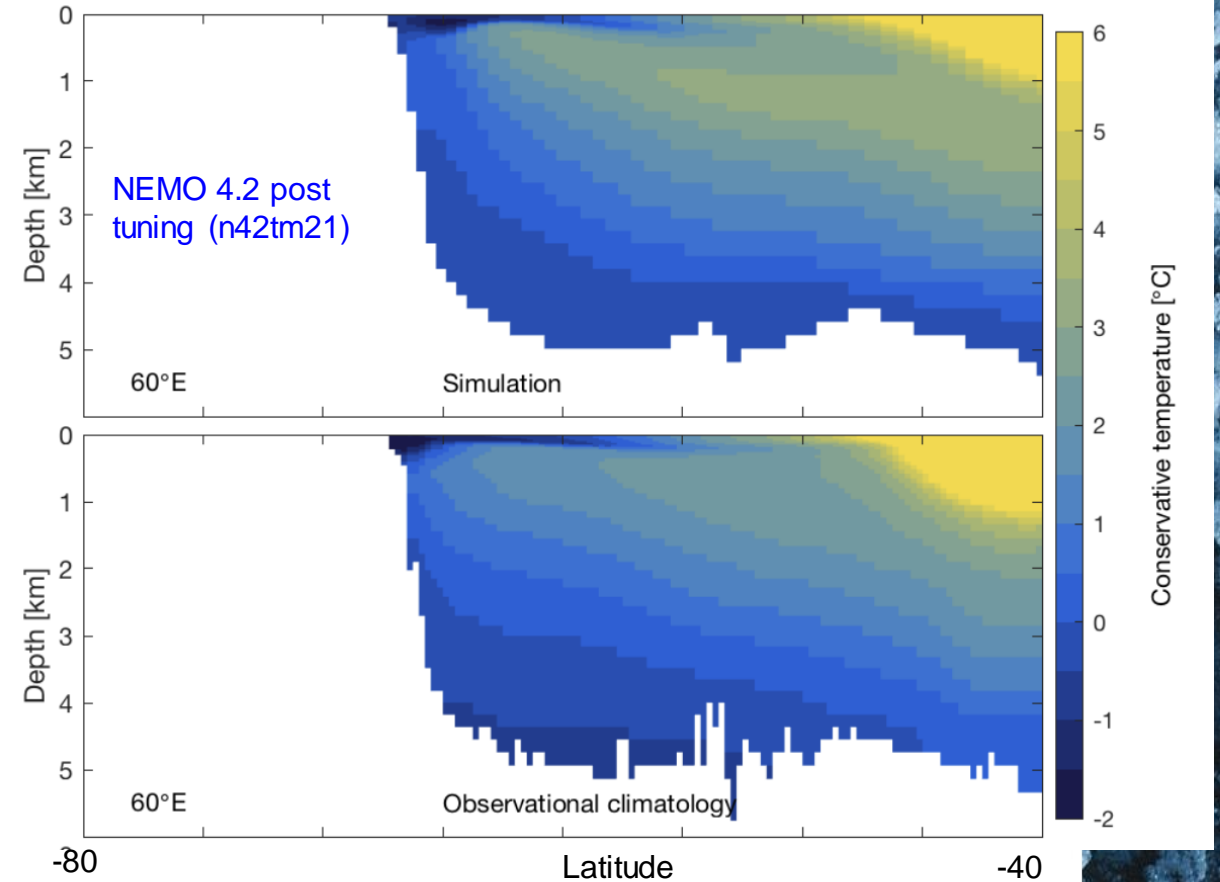 0
1
2
3
4
5
Depth [km]
NEMO 4.2 post
tuning (n42tm21)
60°E
Simulation
0
1
2
3
4
5
Depth [km]
60°E
Observational climatology
-80
Latitude
-40
6
5
4
3
2
1
0
-1
-2
Conservative temperature [°C]